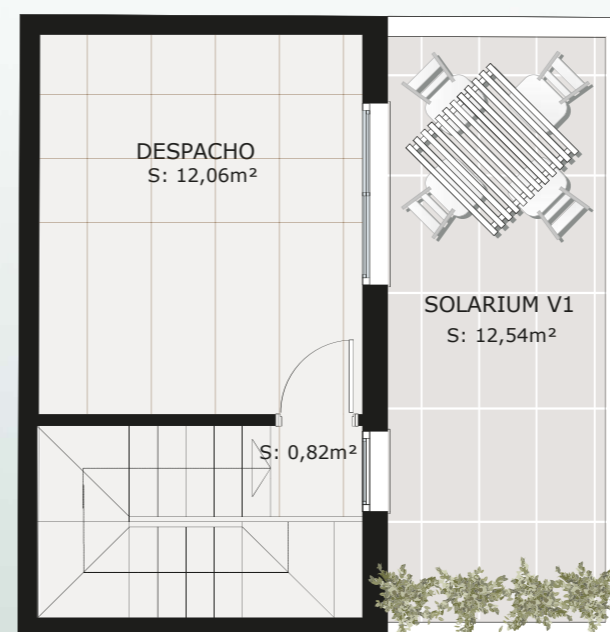 DESPACHO
S: 12,06m²
SOLARIUM V1
S: 12,54m²
S: 0,82m²